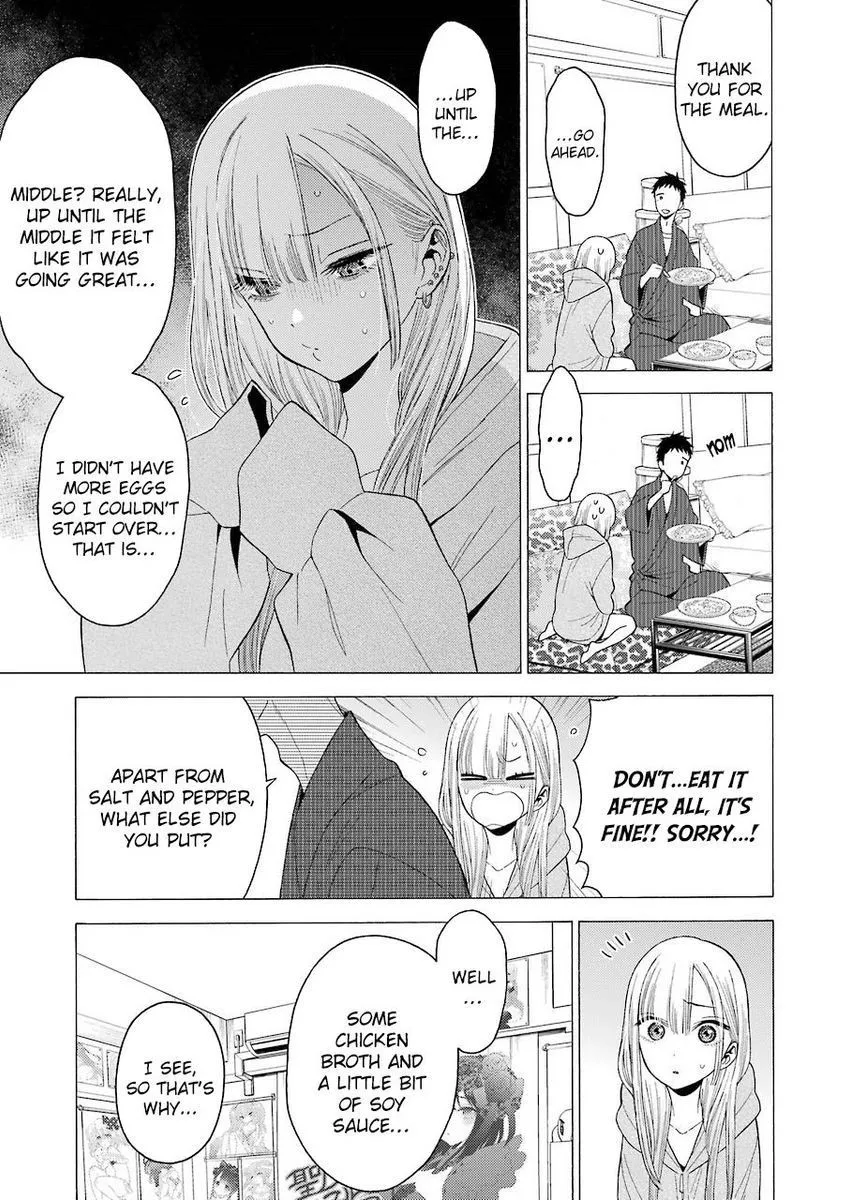 THANK
YOU FOR
THE MEAL.
...GO
AHEAD.
...
nom
...UP
UNTIL
THE...
MIDDLE? REALLY,
UP UNTIL THE
MIDDLE IT FELT
LIKE IT WAS
GOING GREAT...
I DIDN'T HAVE
MORE EGGS
SO I COULDN'T
START OVER...
THAT IS...
DON'T...EAT IT
AFTER ALL, IT'S
FINE!! SORRY...!
APART FROM
SALT AND PEPPER,
WHAT ELSE DID
YOU PUT?
WELL
...
SOME
CHICKEN
BROTH AND
A LITTLE BIT
OF SOY
SAUCE...
I SEE,
SO THAT'S
WHY...
聖